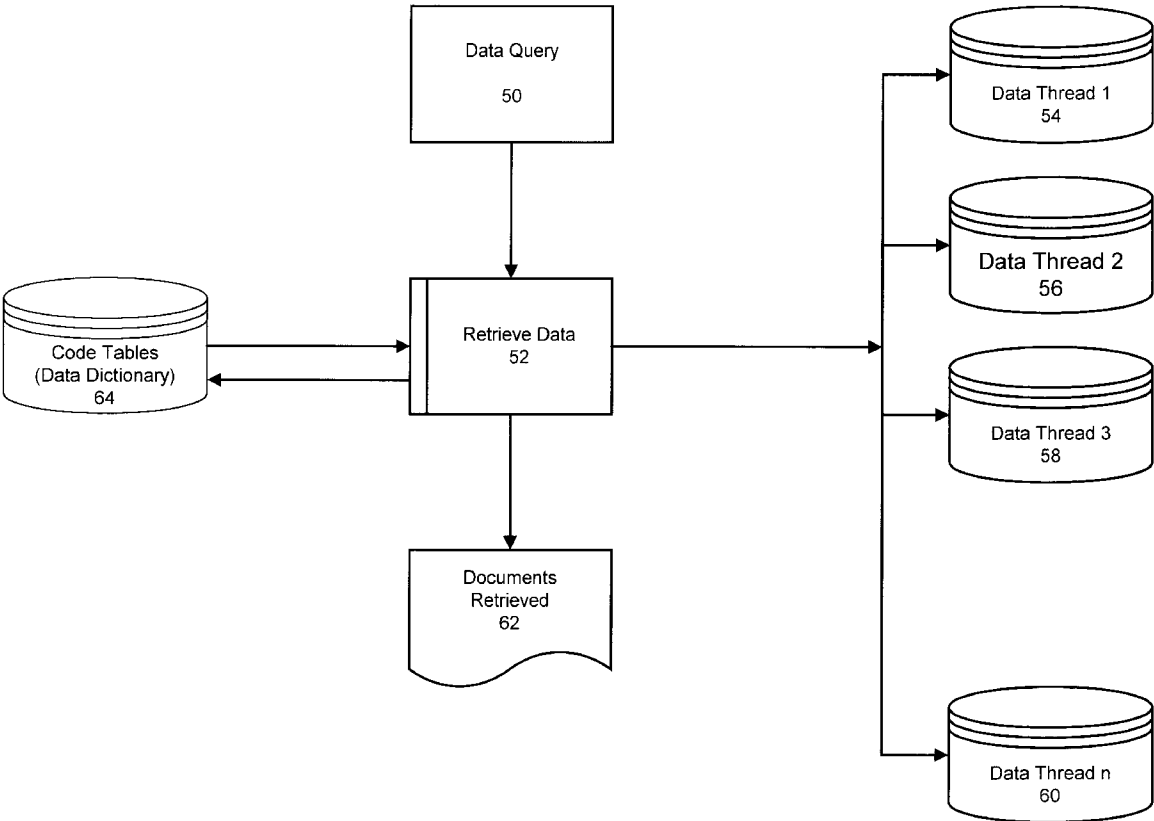 Data Query
50
Data Thread 1
54
Data Thread 2
56
Code Tables
(Data Dictionary)
64
Retrieve Data
52
Data Thread 3
58
Documents
Retrieved
62
Data Thread n
60